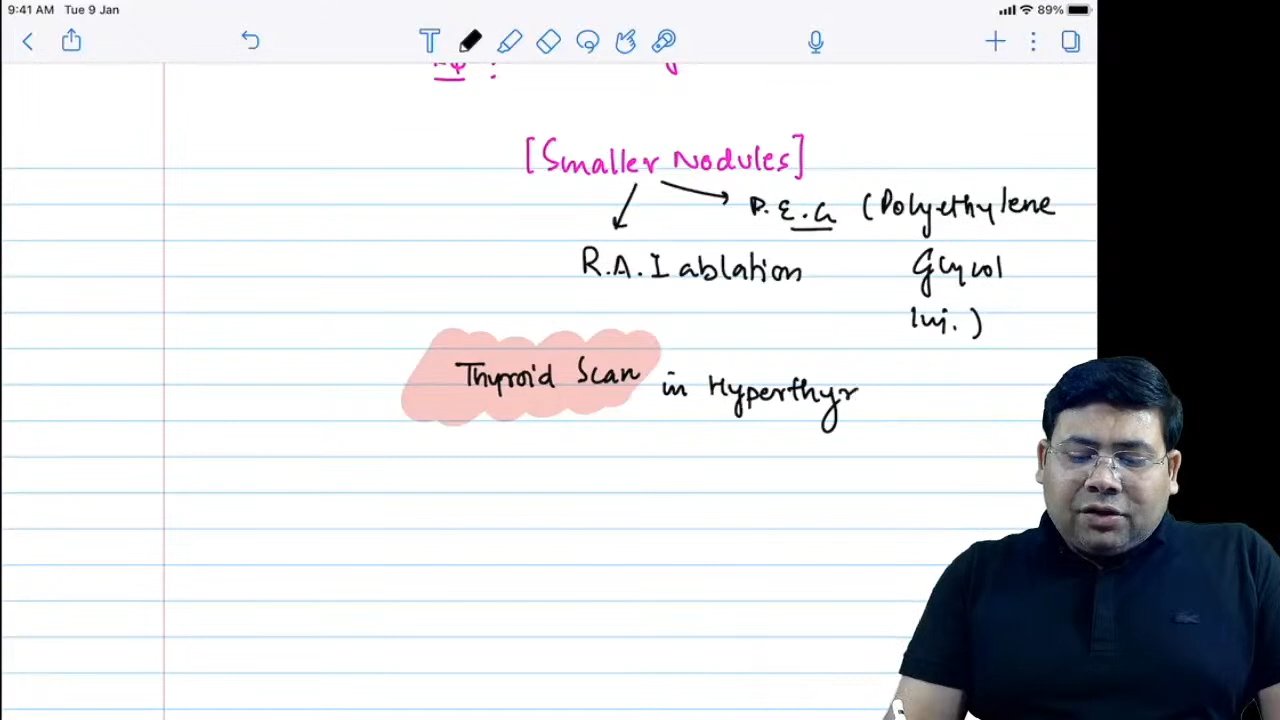 9:41 AM Tue 9 Jan
89%
[Smaller Nodules]
P.E.G (Polyethylene
Glycol
Inj.)
R.A.I ablation
Thyroid Scan in Hyperthyr